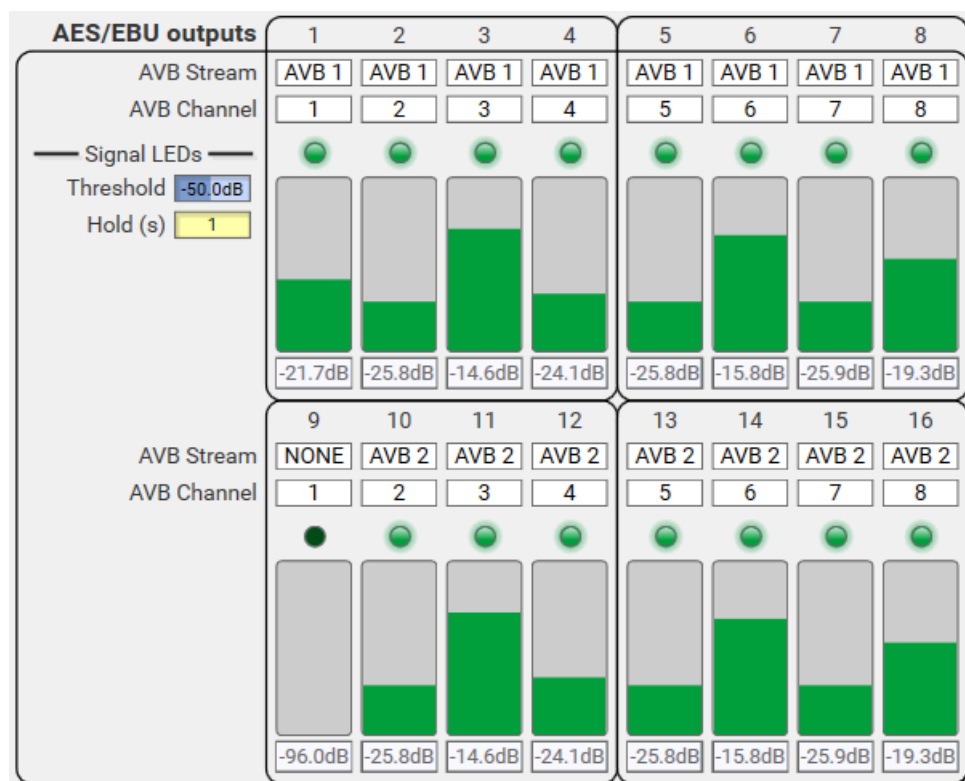 AES/EBU outputs 1 2 3 4 5 6 7 8
AVB Stream AVB 1 AVB 1 AVB 1 AVB 1 AVB 1 AVB 1 AVB 1 AVB 1
AVB Channel 1 2 3 4 5 6 7 8
Signal LEDs
Threshold -50.0dB
Hold (s) 1
-21.7dB -25.8dB -14.6dB -24.1dB -25.8dB -15.8dB -25.9dB -19.3dB
9 10 11 12 13 14 15 16
AVB Stream NONE AVB 2 AVB 2 AVB 2 AVB 2 AVB 2 AVB 2 AVB 2
AVB Channel 1 2 3 4 5 6 7 8
-96.0dB -25.8dB -14.6dB -24.1dB -25.8dB -15.8dB -25.9dB -19.3dB